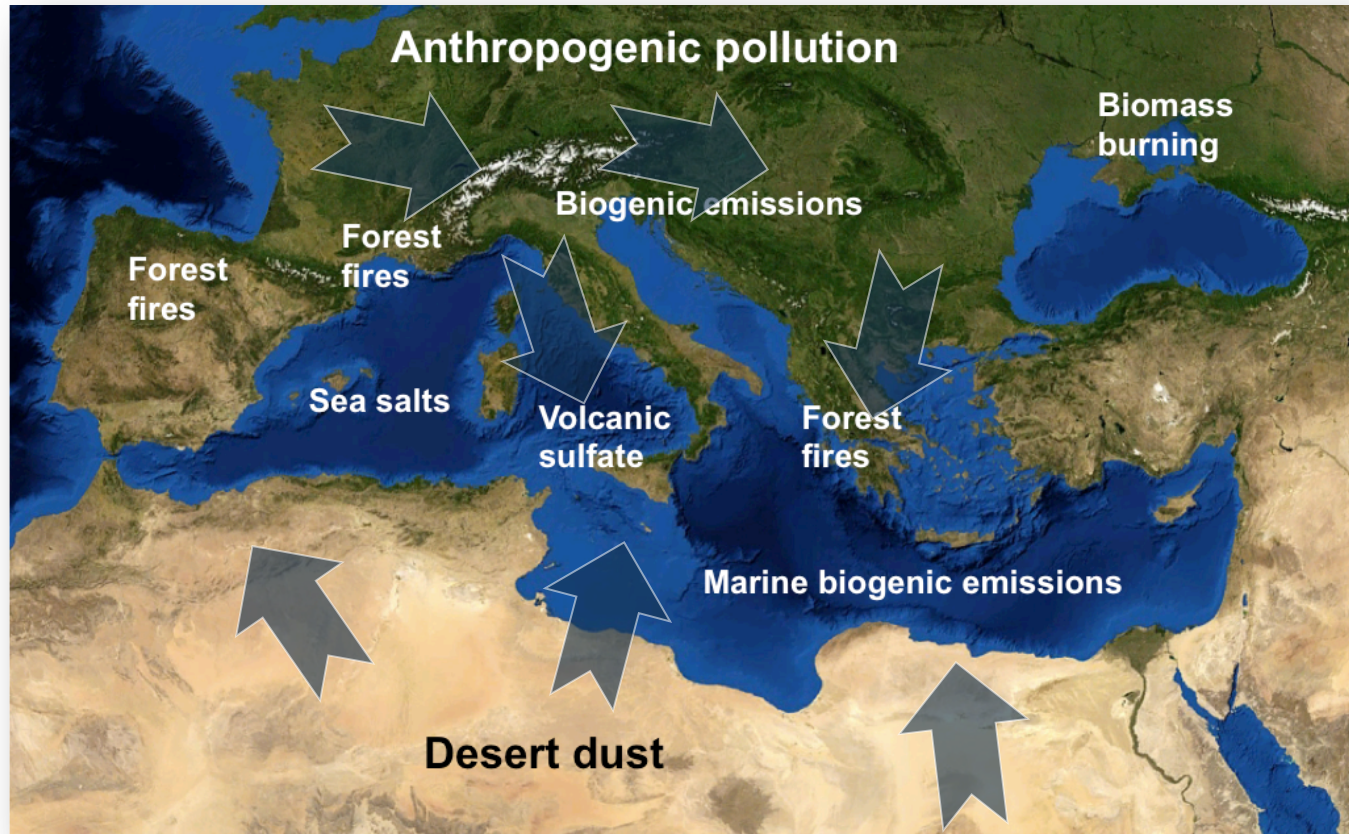 Anthropogenic pollution
Biomass
burning
Biogenic emissions
Forest
fires
Forest
fires
Sea salts
Volcanic
sulfate
Forest
fires
Marine biogenic emissions
Desert dust